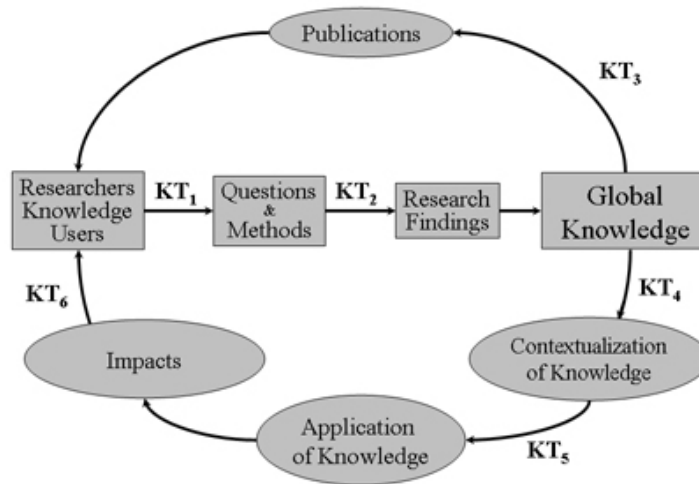 Publications
KT3
Researchers
Knowledge
Users
KT1
Questions
&
Methods
KT2
Research
Findings
Global
Knowledge
KT6
KT4
Impacts
Contextualization
of Knowledge
Application
of Knowledge
KT5